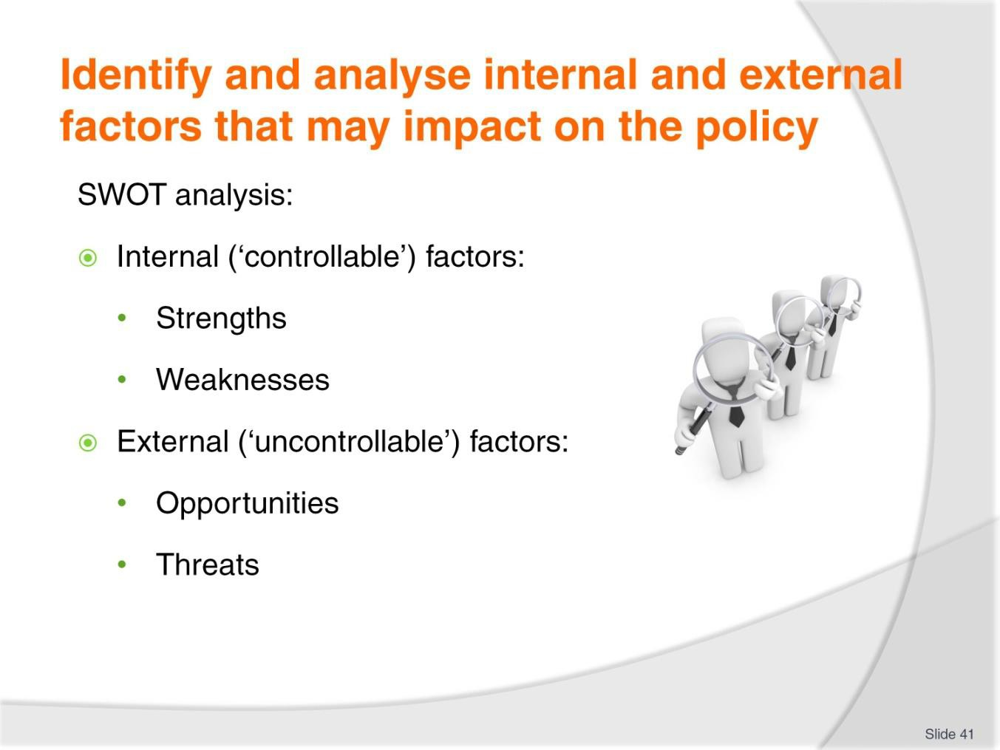 Identify and analyse internal and external
factors that may impact on the policy
SWOT analysis:
Internal (‘controllable’) factors:
• Strengths
• Weaknesses
External (‘uncontrollable’) factors:
• Opportunities
• Threats
Slide 41